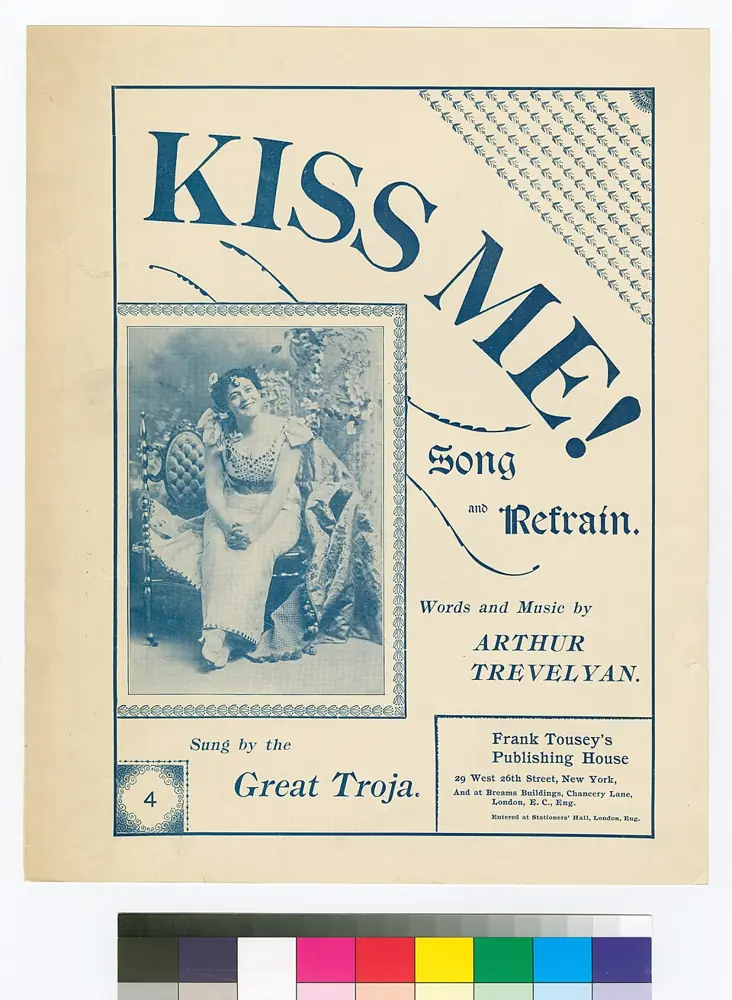 KISS ME!
Song
and Refrain.
Words and Music by
ARTHUR
TREVELYAN.
Sung by the
Great Troja.
4
Frank Tousey's
Publishing House
29 West 26th Street, New York,
And at Breams Buildings, Chancery Lane,
London, E. C., Eng.
Entered at Stationers' Hall, London, Eng.